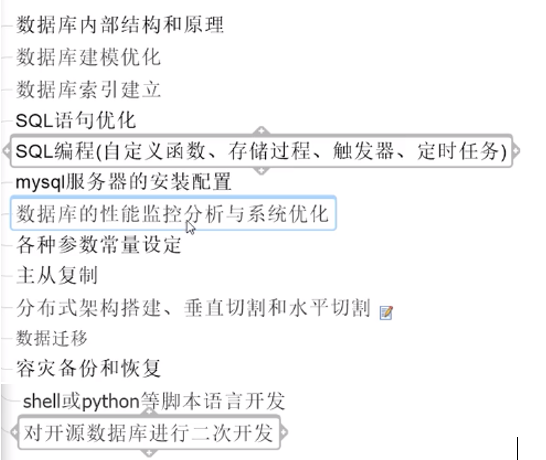 数据库内部结构和原理
数据库建模优化
数据库索引建立
SQL语句优化
SQL编程(自定义函数、存储过程、触发器、定时任务)
mysql服务器的安装配置
数据库的性能监控分析与系统优化
各种参数常量设定
主从复制
分布式架构搭建、垂直切割和水平切割
数据迁移
容灾备份和恢复
shell或python等脚本语言开发
对开源数据库进行二次开发